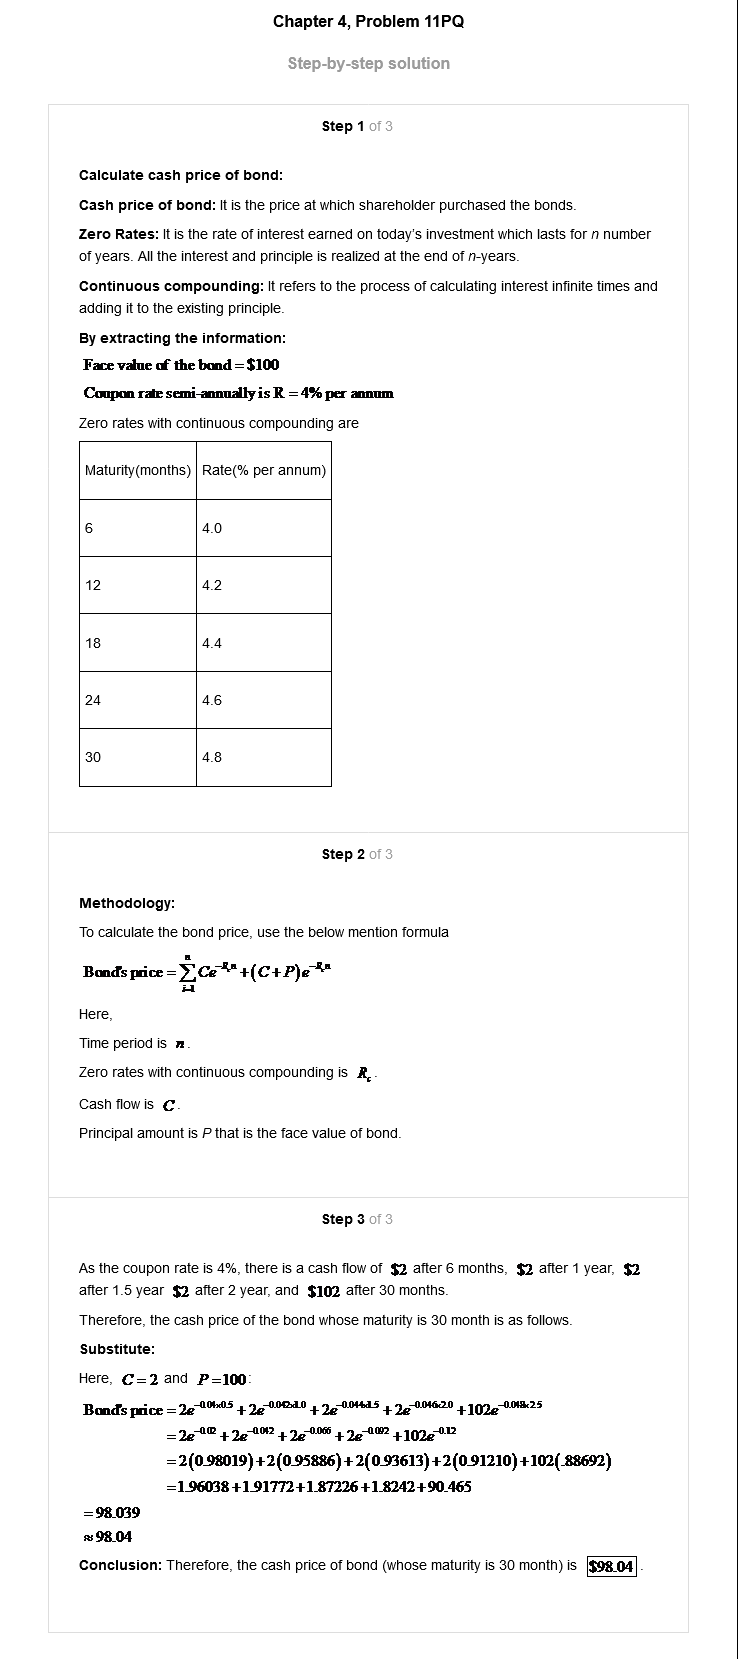 Chapter 4, Problem 11PQ
Step-by-step solution
Step 1 of 3
Calculate cash price of bond:
Cash price of bond: It is the price at which shareholder purchased the bonds.
Zero Rates: It is the rate of interest earned on today's investment which lasts for n number
of years. All the interest and principle is realized at the end of n-years.
Continuous compounding: It refers to the process of calculating interest infinite times and
adding it to the existing principle.
By extracting the information:
Face value of the bond = $100
Coupon rate semi-annually is R = 4% per annum
Zero rates with continuous compounding are
Maturity(months) Rate(% per annum)
6 4.0
12 4.2
18 4.4
24 4.6
30 4.8
Step 2 of 3
Methodology:
To calculate the bond price, use the below mention formula
Bond's price = ∑_{i=1}^{n} Ce^{-R_c n} + (C+P)e^{-R_c n}
Here,
Time period is n.
Zero rates with continuous compounding is R_c.
Cash flow is C.
Principal amount is P that is the face value of bond.
Step 3 of 3
As the coupon rate is 4%, there is a cash flow of $2 after 6 months, $2 after 1 year, $2
after 1.5 year $2 after 2 year, and $102 after 30 months.
Therefore, the cash price of the bond whose maturity is 30 month is as follows.
Substitute:
Here, C = 2 and P = 100:
Bond's price = 2e^{-0.04×0.5} + 2e^{-0.042×1.0} + 2e^{-0.044×1.5} + 2e^{-0.046×2.0} + 102e^{-0.048×2.5}
= 2e^{-0.02} + 2e^{-0.042} + 2e^{-0.066} + 2e^{-0.092} + 102e^{-0.12}
= 2(0.98019) + 2(0.95886) + 2(0.93613) + 2(0.91210) + 102(.88692)
= 1.96038 + 1.91772 + 1.87226 + 1.8242 + 90.465
= 98.039
≈ 98.04
Conclusion: Therefore, the cash price of bond (whose maturity is 30 month) is $98.04.